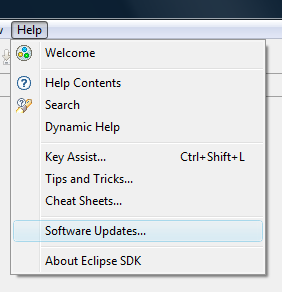 Help
Welcome
Help Contents
Search
Dynamic Help
Key Assist... Ctrl+Shift+L
Tips and Tricks...
Cheat Sheets...
Software Updates...
About Eclipse SDK